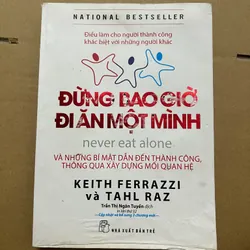 NATIONAL BESTSELLER
Điều làm cho người thành công
khác biệt với những người khác
ĐỪNG BAO GIỜ
ĐI ĂN MỘT MÌNH
never eat alone
VÀ NHỮNG BÍ MẬT DẪN ĐẾN THÀNH CÔNG,
THÔNG QUA XÂY DỰNG MỐI QUAN HỆ
KEITH FERRAZZI
và TAHL RAZ
Trần Thị Ngân Tuyến dịch
NHÀ XUẤT BẢN TRẺ